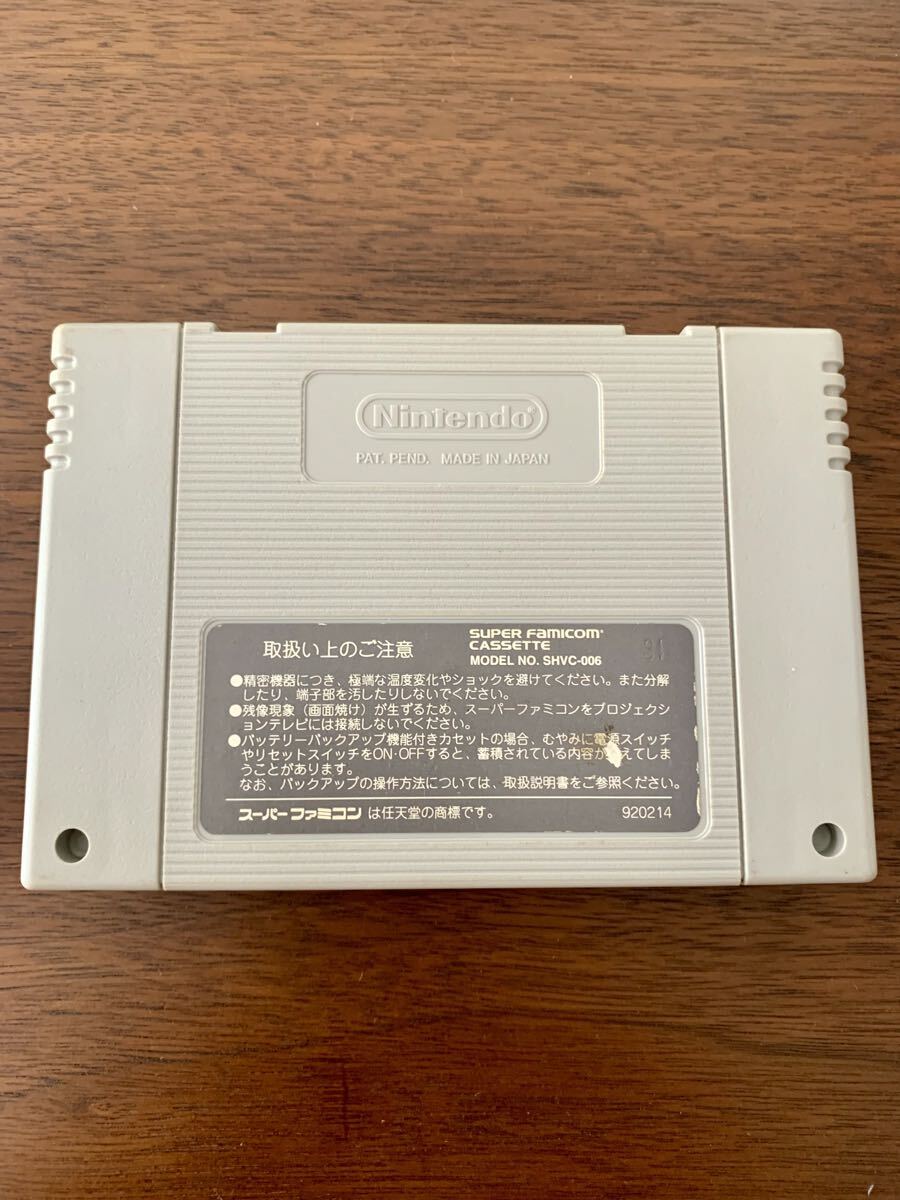 Nintendo®
PAT. PEND. MADE IN JAPAN
取扱い上のご注意
SUPER FAMICOM®
CASSETTE
MODEL NO. SHVC-006
●精密機器につき、極端な温度変化やショックを避けてください。また分解
したり、端子部を汚したりしないでください。
●残像現象（画面焼け）が生ずるため、スーパーファミコンをプロジェクシ
ョンテレビには接続しないでください。
●バッテリーバックアップ機能付きカセットの場合、むやみに電源スイッチ
やリセットスイッチをON・OFFすると、蓄積されている内容が消えてしま
うことがあります。
なお、バックアップの操作方法については、取扱説明書をご参照ください。
スーパーファミコンは任天堂の商標です。
920214